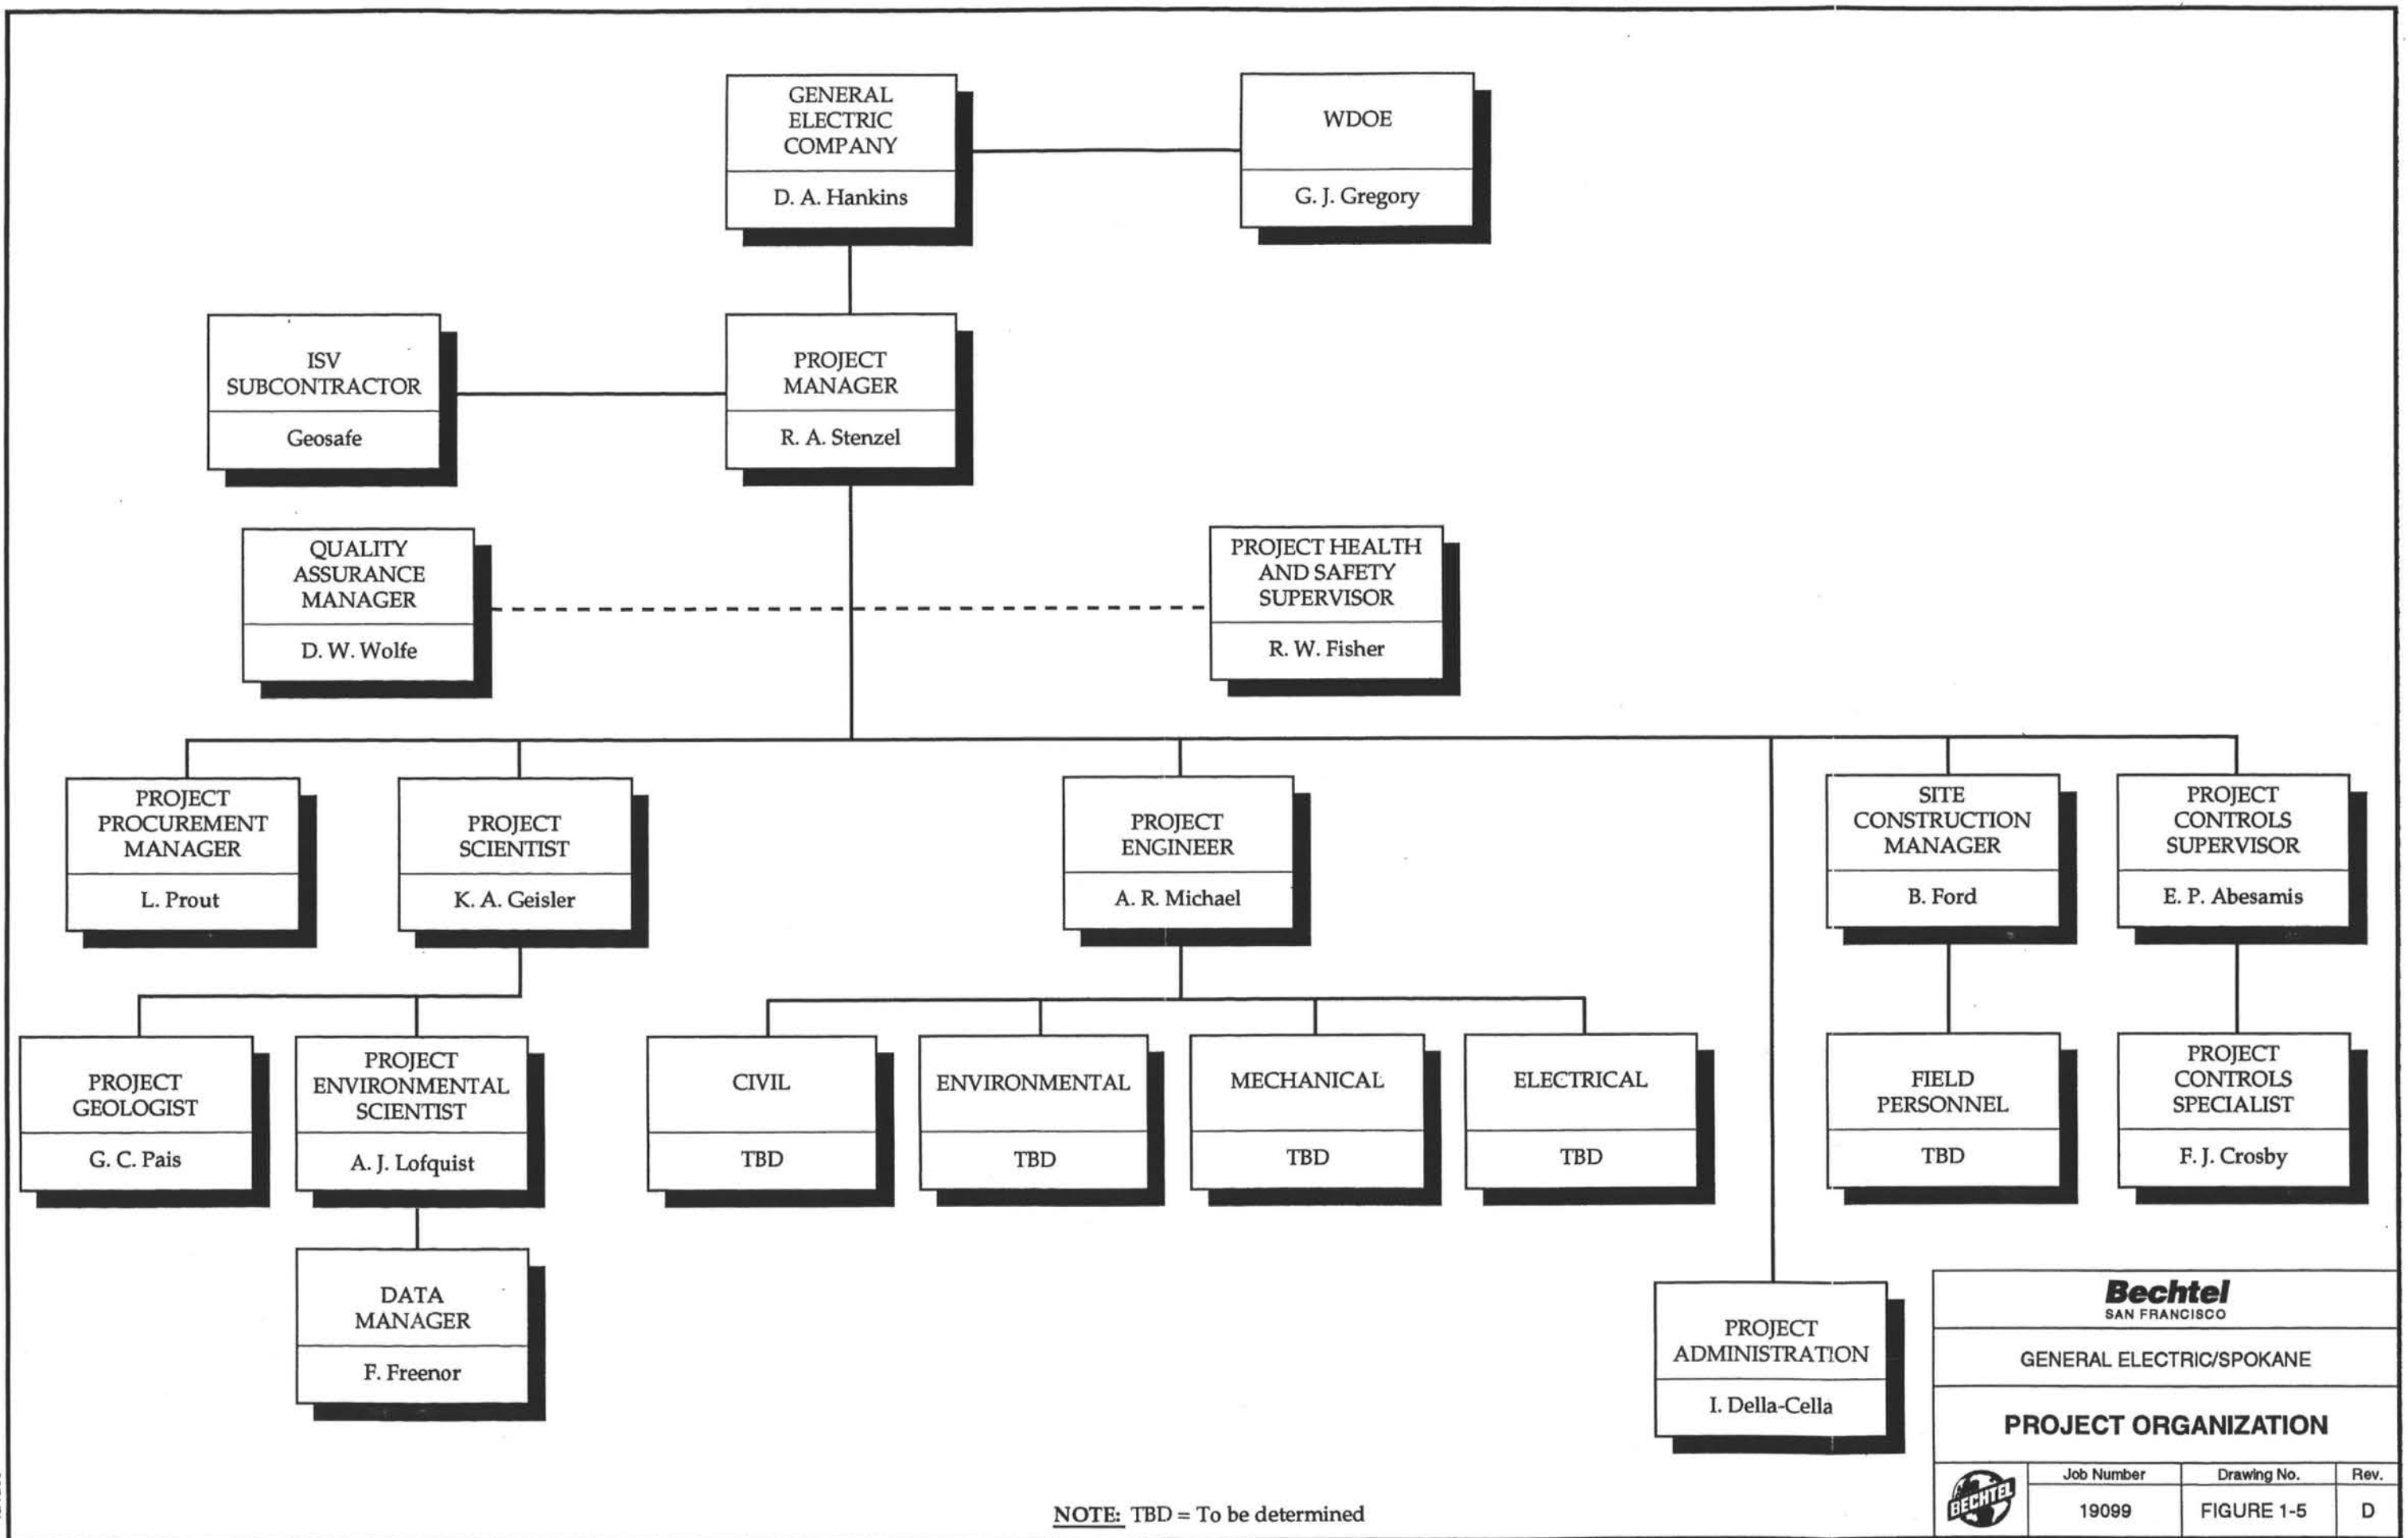 GENERAL
ELECTRIC
COMPANY
D. A. Hankins
WDOE
G. J. Gregory
ISV
SUBCONTRACTOR
Geosafe
PROJECT
MANAGER
R. A. Stenzel
QUALITY
ASSURANCE
MANAGER
D. W. Wolfe
PROJECT HEALTH
AND SAFETY
SUPERVISOR
R. W. Fisher
PROJECT
PROCUREMENT
MANAGER
L. Prout
PROJECT
SCIENTIST
K. A. Geisler
PROJECT
ENGINEER
A. R. Michael
SITE
CONSTRUCTION
MANAGER
B. Ford
PROJECT
CONTROLS
SUPERVISOR
E. P. Abesamis
PROJECT
GEOLOGIST
G. C. Pais
PROJECT
ENVIRONMENTAL
SCIENTIST
A. J. Lofquist
CIVIL
TBD
ENVIRONMENTAL
TBD
MECHANICAL
TBD
ELECTRICAL
TBD
FIELD
PERSONNEL
TBD
PROJECT
CONTROLS
SPECIALIST
F. J. Crosby
DATA
MANAGER
F. Freenor
PROJECT
ADMINISTRATION
I. Della-Cella
NOTE: TBD = To be determined
Bechtel
SAN FRANCISCO
GENERAL ELECTRIC/SPOKANE
PROJECT ORGANIZATION
BECHTEL
Job Number
19099
Drawing No.
FIGURE 1-5
Rev.
D